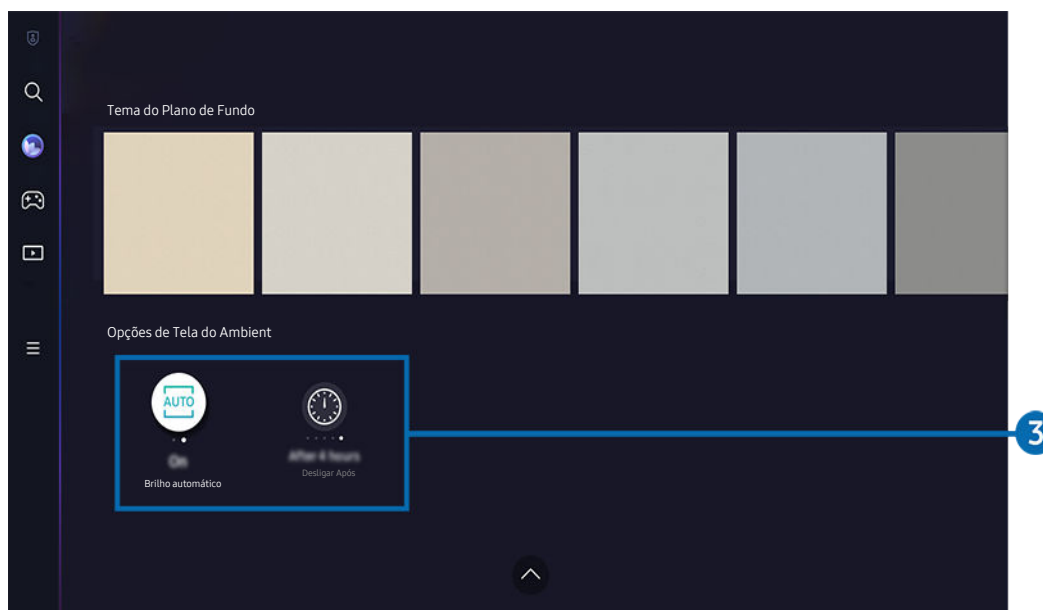 Tema do Plano de Fundo
Opções de Tela do Ambient
AUTO
On
After 4 hours
Brilho automático
Desligar Após
3